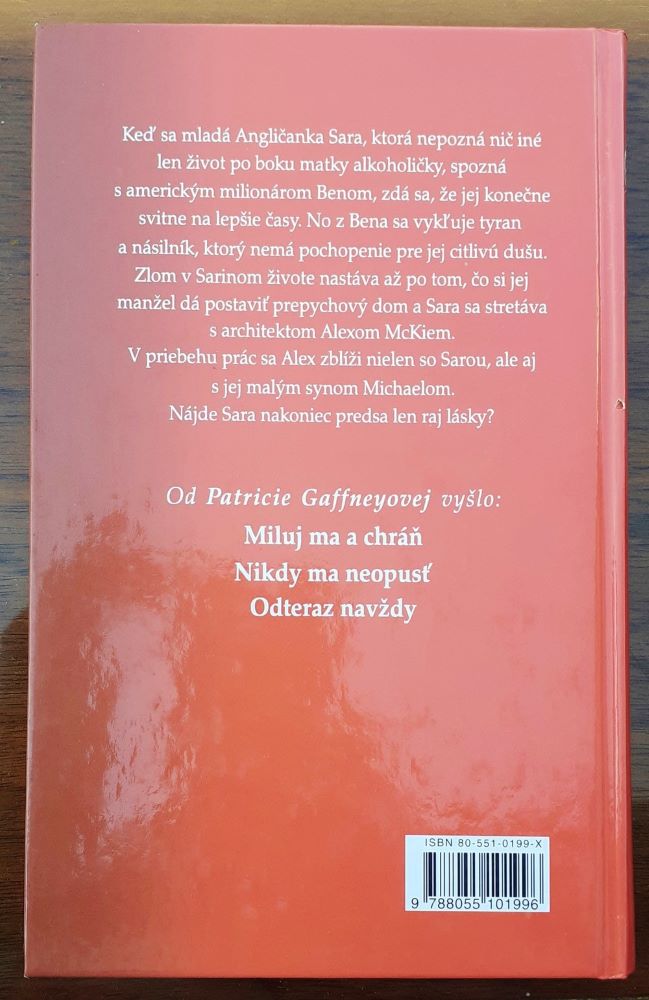 Keď sa mladá Angličanka Sara, ktorá nepozná nič iné
len život po boku matky alkoholičky, spozná
s americkým milionárom Benom, zdá sa, že jej konečne
svitne na lepšie časy. No z Bena sa vykľuje tyran
a násilník, ktorý nemá pochopenie pre jej citlivú dušu.
Zlom v Sarinom živote nastáva až po tom, čo si jej
manžel dá postaviť prepychový dom a Sara sa stretáva
s architektom Alexom McKiem.
V priebehu prác sa Alex zblíži nielen so Sarou, ale aj
s jej malým synom Michaelom.
Nájde Sara nakoniec predsa len raj lásky?
Od Patricie Gaffneyovej vyšlo:
Miluj ma a chráň
Nikdy ma neopusť
Odteraz navždy
ISBN 80-551-0199-X
9 788055 101996